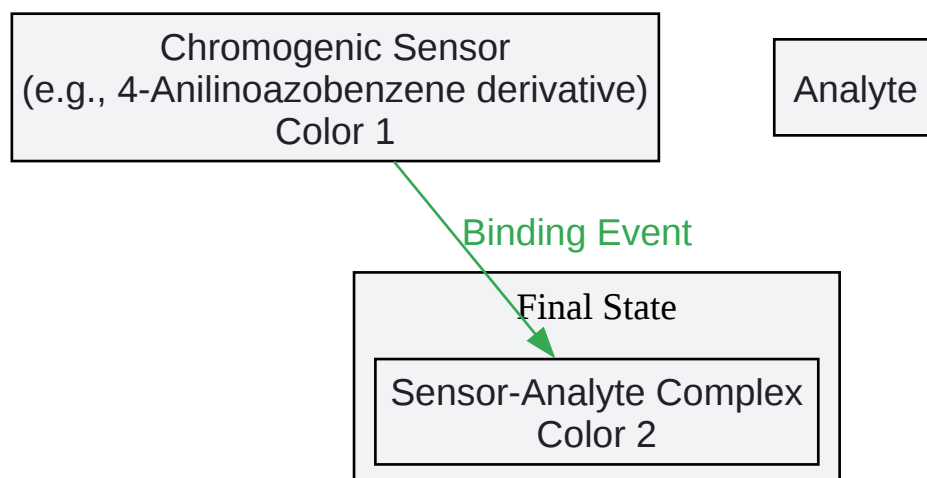 Chromogenic Sensor
(e.g., 4-Anilinoazobenzene derivative)
Color 1
Analyte
Binding Event
Final State
Sensor-Analyte Complex
Color 2